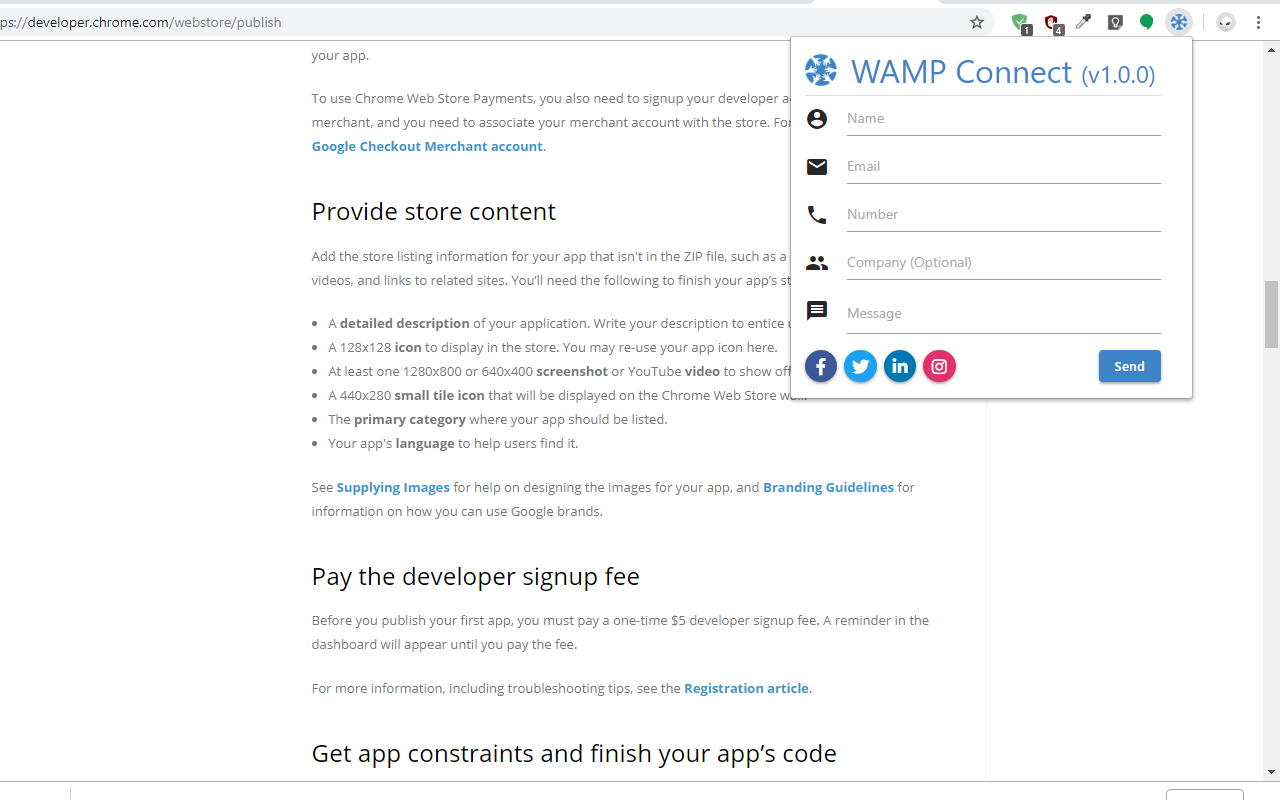 ps://developer.chrome.com/webstore/publish
1
4
your app.
To use Chrome Web Store Payments, you also need to signup your developer a
merchant, and you need to associate your merchant account with the store. For
Google Checkout Merchant account.
Provide store content
Add the store listing information for your app that isn't in the ZIP file, such as a
videos, and links to related sites. You'll need the following to finish your app's st
• A detailed description of your application. Write your description to entice u
• A 128x128 icon to display in the store. You may re-use your app icon here.
• At least one 1280x800 or 640x400 screenshot or YouTube video to show off
• A 440x280 small tile icon that will be displayed on the Chrome Web Store
• The primary category where your app should be listed.
• Your app's language to help users find it.
See Supplying Images for help on designing the images for your app, and Branding Guidelines for
information on how you can use Google brands.
Pay the developer signup fee
Before you publish your first app, you must pay a one-time $5 developer signup fee. A reminder in the
dashboard will appear until you pay the fee.
For more information, including troubleshooting tips, see the Registration article.
Get app constraints and finish your app's code
WAMP Connect (v1.0.0)
Name
Email
Number
Company (Optional)
Message
Send